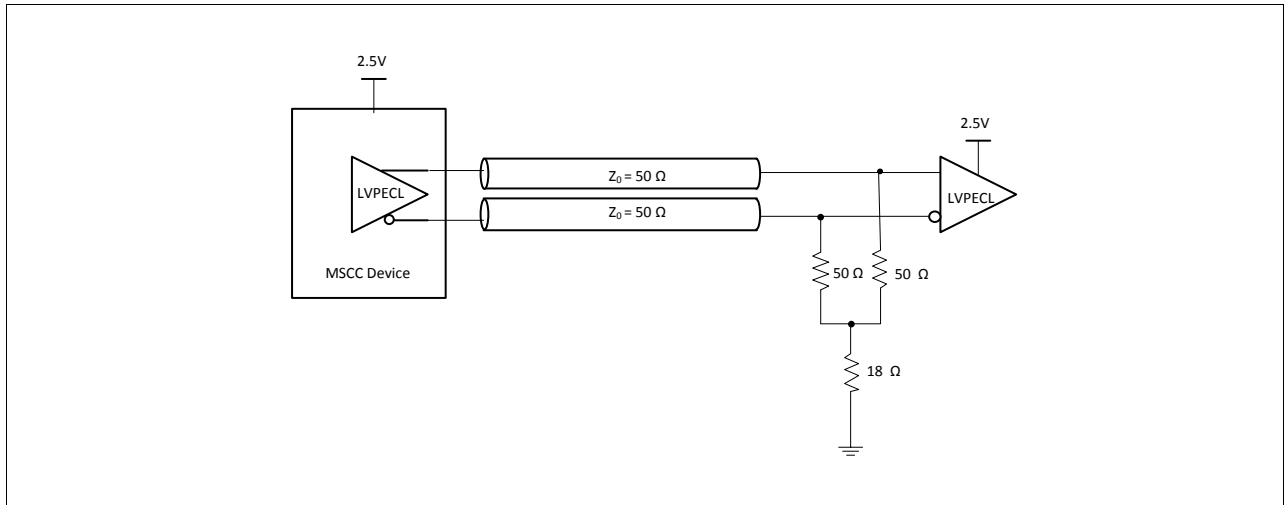 2.5V
2.5V
LVPECL
Z₀ = 50 Ω
LVPECL
Z₀ = 50 Ω
MSCC Device
50 Ω
50 Ω
18 Ω